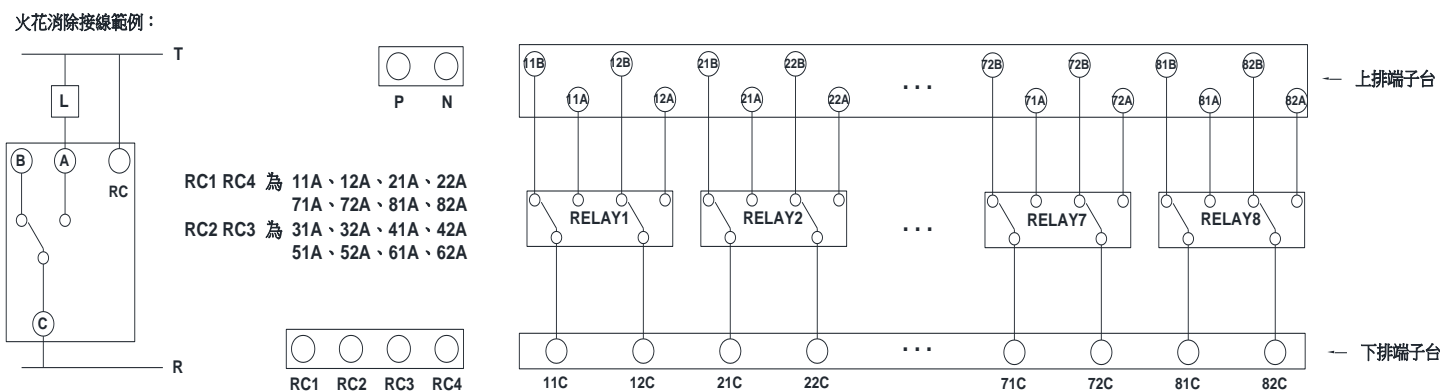 火花消除接線範例：
T
L
B A
RC
C
R
P N
RC1 RC4 為 11A、12A、21A、22A
71A、72A、81A、82A
RC2 RC3 為 31A、32A、41A、42A
51A、52A、61A、62A
RC1 RC2 RC3 RC4
11B 12B 21B 22B 72B 72B 81B 82B
11A 12A 21A 22A ... 71A 72A 81A 82A
← 上排端子台
RELAY1 RELAY2 ... RELAY7 RELAY8
...
← 下排端子台
11C 12C 21C 22C 71C 72C 81C 82C